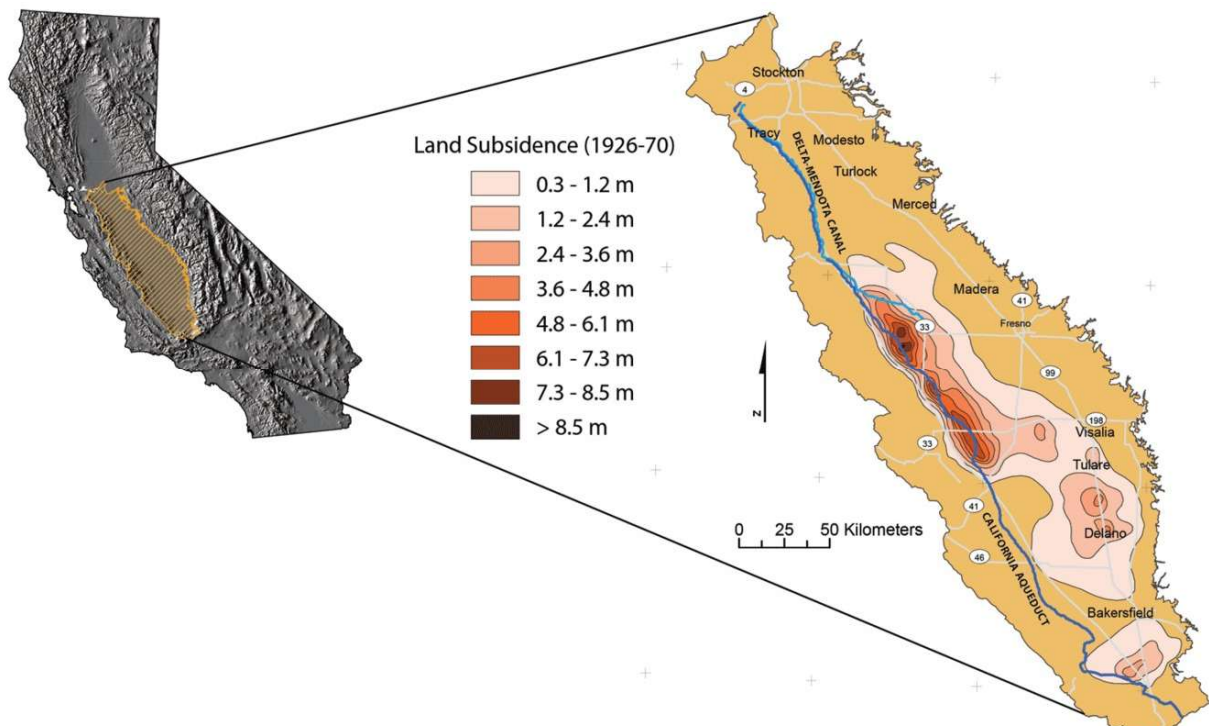 Land Subsidence (1926-70)
0.3 - 1.2 m
1.2 - 2.4 m
2.4 - 3.6 m
3.6 - 4.8 m
4.8 - 6.1 m
6.1 - 7.3 m
7.3 - 8.5 m
> 8.5 m
Stockton
4
Tracy
Modesto
DELTA-MENDOTA CANAL
Turlock
Merced
Madera
41
33
Fresno
99
N
198
33
Visalia
Tulare
41
0 25 50 Kilometers
Delano
46
CALIFORNIA AQUEDUCT
Bakersfield